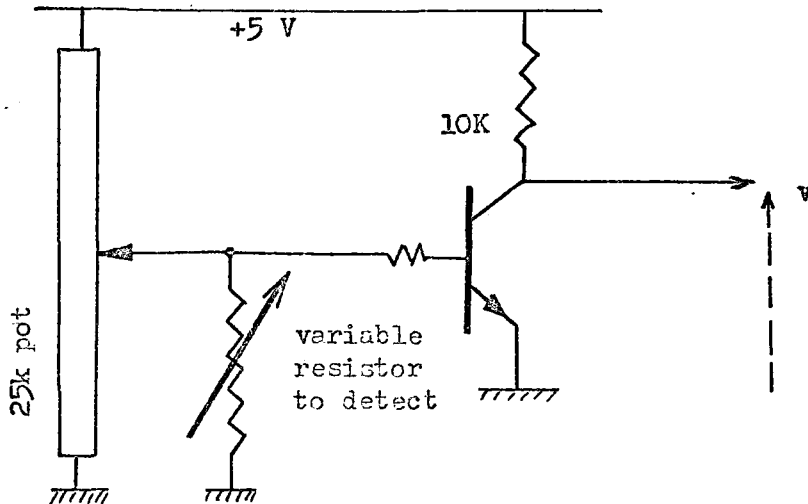 +5 V
10K
25k pot
variable
resistor
to detect